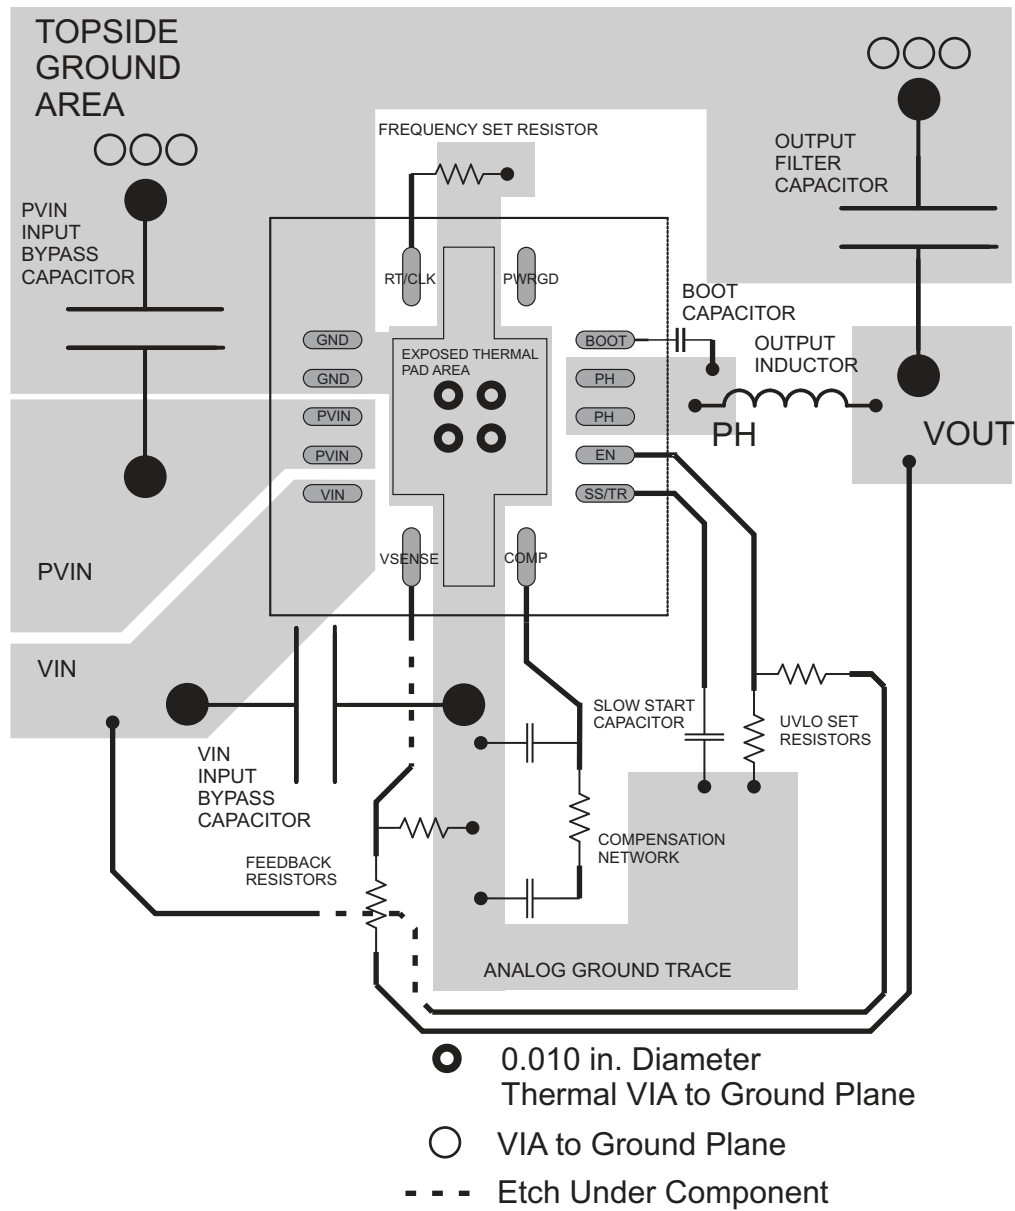 TOPSIDE
GROUND
AREA
FREQUENCY SET RESISTOR
OUTPUT
FILTER
CAPACITOR
PVIN
INPUT
BYPASS
CAPACITOR
RT/CLK
PWRGD
BOOT
CAPACITOR
GND
EXPOSED THERMAL
PAD AREA
BOOT
OUTPUT
INDUCTOR
GND
PH
PVIN
PH
PH
VOUT
PVIN
EN
VIN
SS/TR
VSENSE
COMP
PVIN
VIN
SLOW START
CAPACITOR
UVLO SET
RESISTORS
VIN
INPUT
BYPASS
CAPACITOR
COMPENSATION
NETWORK
FEEDBACK
RESISTORS
ANALOG GROUND TRACE
0.010 in. Diameter
Thermal VIA to Ground Plane
VIA to Ground Plane
Etch Under Component